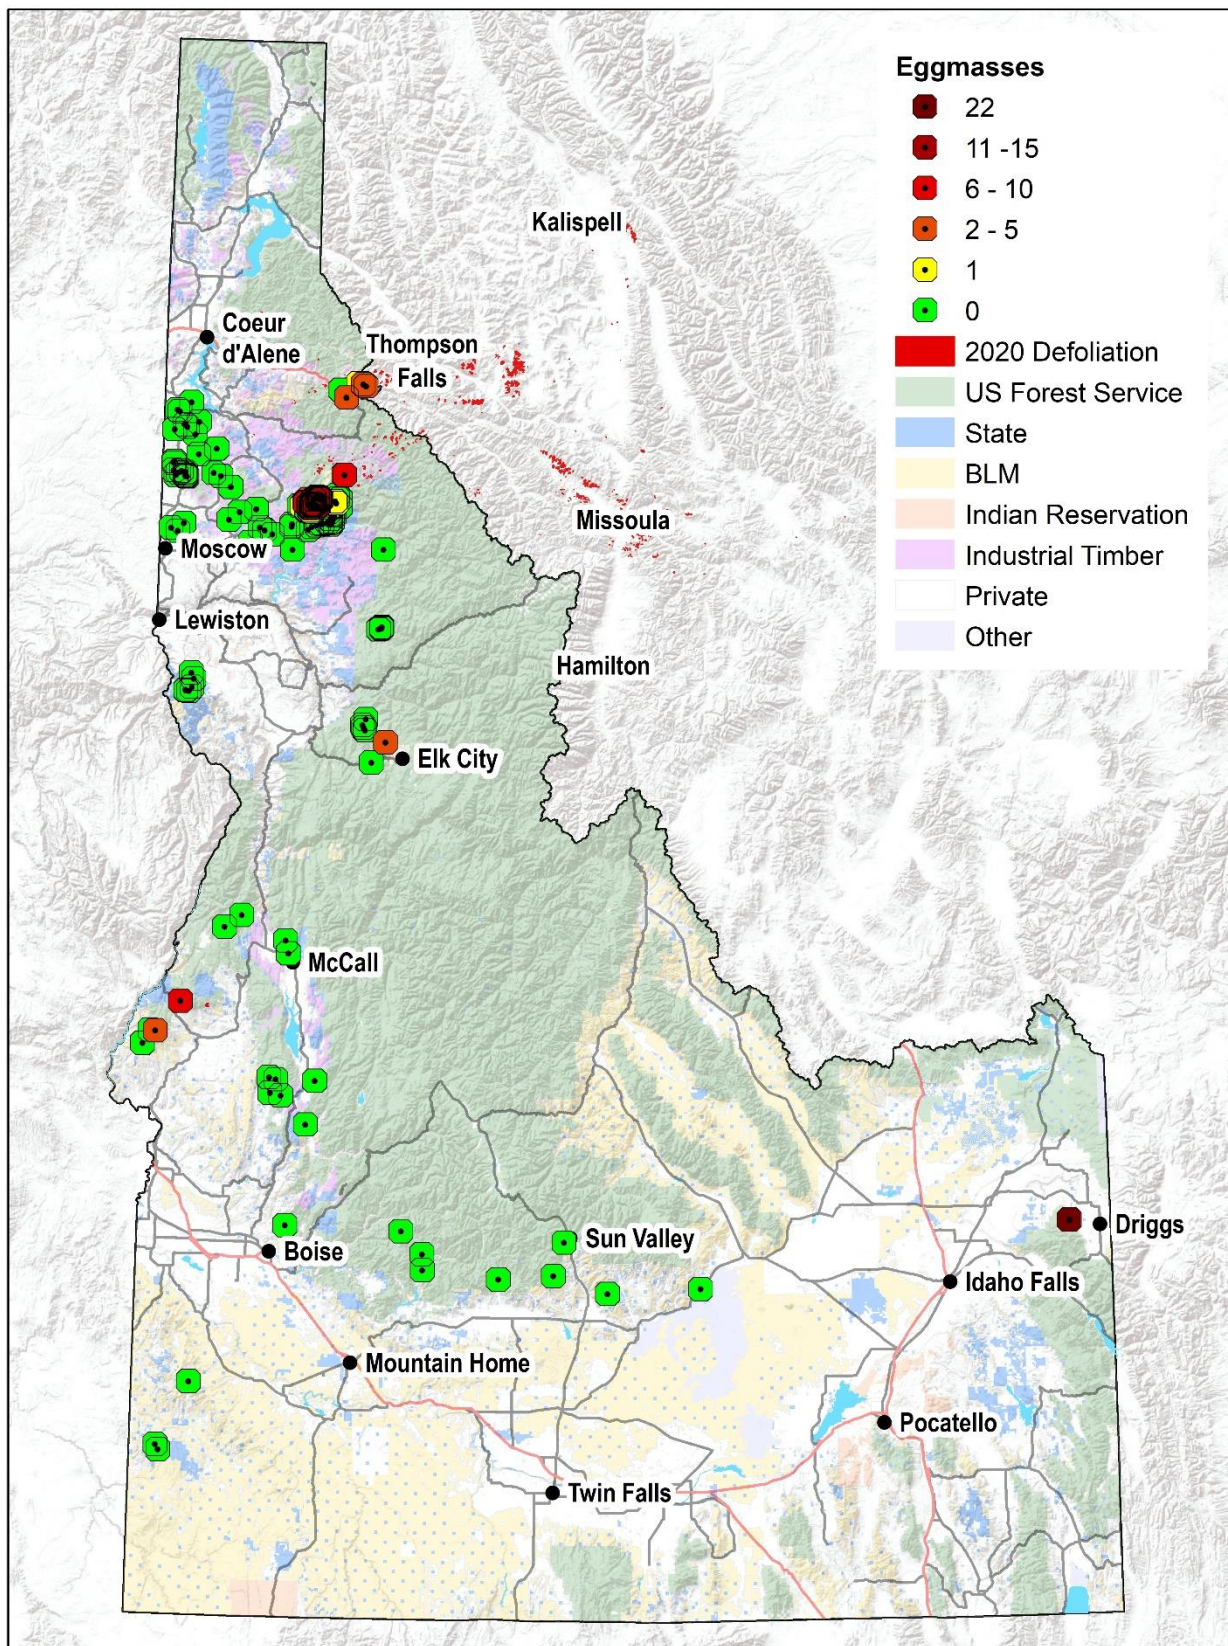 Eggmasses
22
11 -15
6 - 10
2 - 5
1
0
2020 Defoliation
US Forest Service
State
BLM
Indian Reservation
Industrial Timber
Private
Other
Kalispell
Coeur
d'Alene
Thompson
Falls
Missoula
Moscow
Lewiston
Hamilton
Elk City
McCall
Driggs
Sun Valley
Boise
Idaho Falls
Mountain Home
Pocatello
Twin Falls